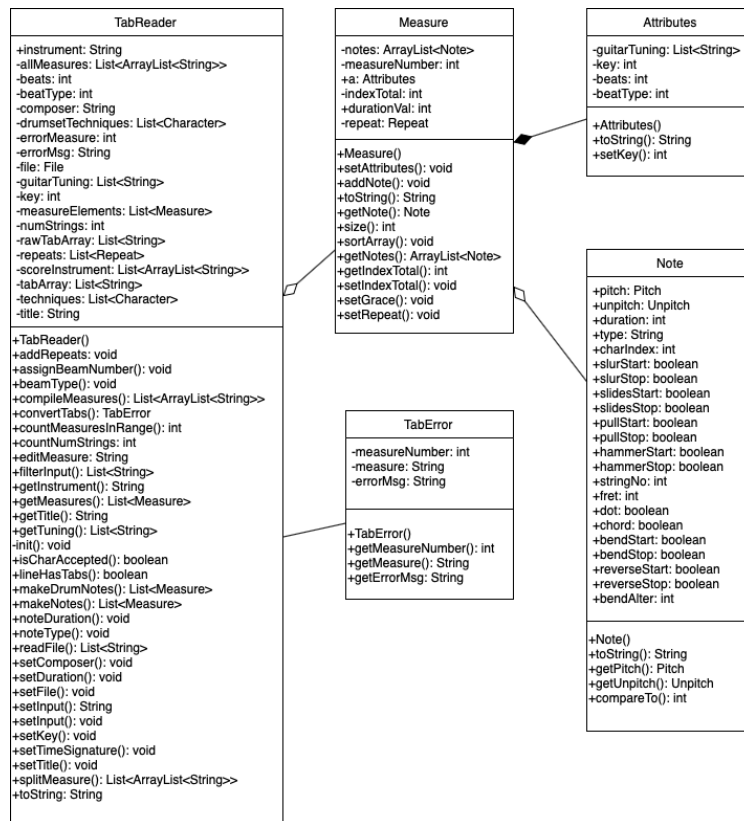 TabReader
+instrument: String
-allMeasures: List<ArrayList<String>>
-beats: int
-beatType: int
-composer: String
-drumsetTechniques: List<Character>
-errorMeasure: int
-errorMsg: String
-file: File
-guitarTuning: List<String>
-key: int
-measureElements: List<Measure>
-numStrings: int
-rawTabArray: List<String>
-repeats: List<Repeat>
-scoreInstrument: List<ArrayList<String>>
-tabArray: List<String>
-techniques: List<Character>
-title: String
+TabReader()
+addRepeats: void
+assignBeamNumber(): void
+beamType(): void
+compileMeasures(): List<ArrayList<String>>
+convertTabs(): TabError
+countMeasuresInRange(): int
+countNumStrings: int
+editMeasure: String
+filterInput(): List<String>
+getInstrument(): String
+getMeasures(): List<Measure>
+getTitle(): String
+getTuning(): List<String>
-init(): void
+isCharAccepted(): boolean
+lineHasTabs(): boolean
+makeDrumNotes(): List<Measure>
+makeNotes(): List<Measure>
+noteDuration(): void
+noteType(): void
+readFile(): List<String>
+setComposer(): void
+setDuration(): void
+setFile(): void
+setInput(): String
+setInput(): void
+setKey(): void
+setTimeSignature(): void
+setTitle(): void
+splitMeasure(): List<ArrayList<String>>
+toString: String
Measure
-notes: ArrayList<Note>
-measureNumber: int
+a: Attributes
-indexTotal: int
+durationVal: int
-repeat: Repeat
+Measure()
+setAttributes(): void
+addNote(): void
+toString(): String
+getNote(): Note
+size(): int
+sortArray(): void
+getNotes(): ArrayList<Note>
+getIndexTotal(): int
+setIndexTotal(): void
+setGrace(): void
+setRepeat(): void
TabError
-measureNumber: int
-measure: String
-errorMsg: String
+TabError()
+getMeasureNumber(): int
+getMeasure(): String
+getErrorMsg: String
Attributes
-guitarTuning: List<String>
-key: int
-beats: int
-beatType: int
+Attributes()
+toString(): String
+setKey(): int
Note
+pitch: Pitch
+unpitch: Unpitch
+duration: int
+type: String
+charIndex: int
+slurStart: boolean
+slurStop: boolean
+slidesStart: boolean
+slidesStop: boolean
+pullStart: boolean
+pullStop: boolean
+hammerStart: boolean
+hammerStop: boolean
+stringNo: int
+fret: int
+dot: boolean
+chord: boolean
+bendStart: boolean
+bendStop: boolean
+reverseStart: boolean
+reverseStop: boolean
+bendAlter: int
+Note()
+toString(): String
+getPitch(): Pitch
+getUnpitch(): Unpitch
+compareTo(): int